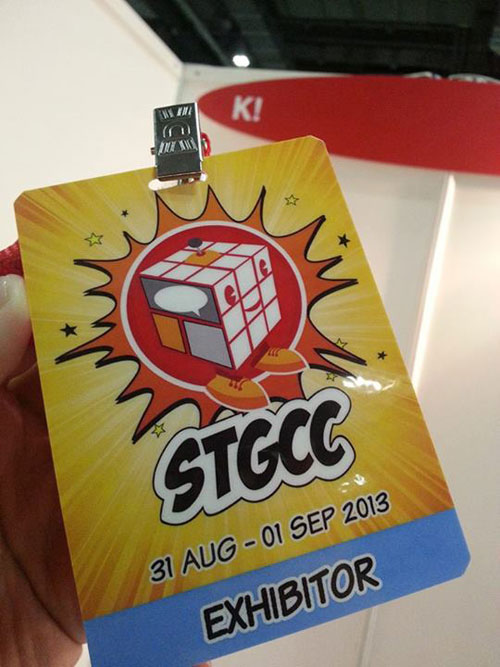 K!
STGCC
31 AUG - 01 SEP 2013
EXHIBITOR